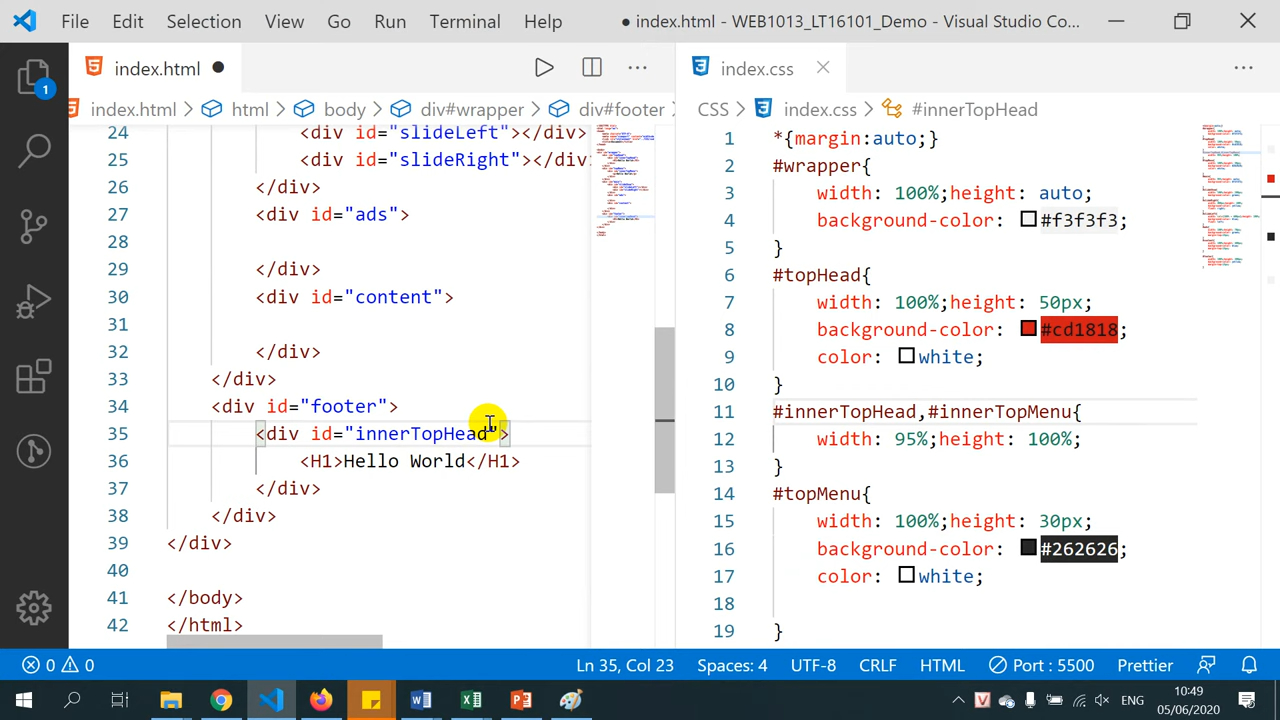 File Edit Selection View Go Run Terminal Help ● index.html - WEB1013_LT16101_Demo - Visual Studio Co...
index.html ●
index.css
index.html > html > body > div#wrapper > div#footer >
CSS > index.css > #innerTopHead
24 <div id="slideLeft"></div>
25 <div id="slideRight"></div>
26 </div>
27 <div id="ads">
28
29 </div>
30 <div id="content">
31
32 </div>
33 </div>
34 <div id="footer">
35 <div id="innerTopHead">
36 <H1>Hello World</H1>
37 </div>
38 </div>
39 </div>
40
41 </body>
42 </html>
1 *{margin:auto;}
2 #wrapper{
3 width: 100%;height: auto;
4 background-color: #f3f3f3;
5 }
6 #topHead{
7 width: 100%;height: 50px;
8 background-color: #cd1818;
9 color: white;
10 }
11 #innerTopHead,#innerTopMenu{
12 width: 95%;height: 100%;
13 }
14 #topMenu{
15 width: 100%;height: 30px;
16 background-color: #262626;
17 color: white;
18
19 }
1
0 0 Ln 35, Col 23 Spaces: 4 UTF-8 CRLF HTML Port : 5500 Prettier
ENG
10:49
05/06/2020